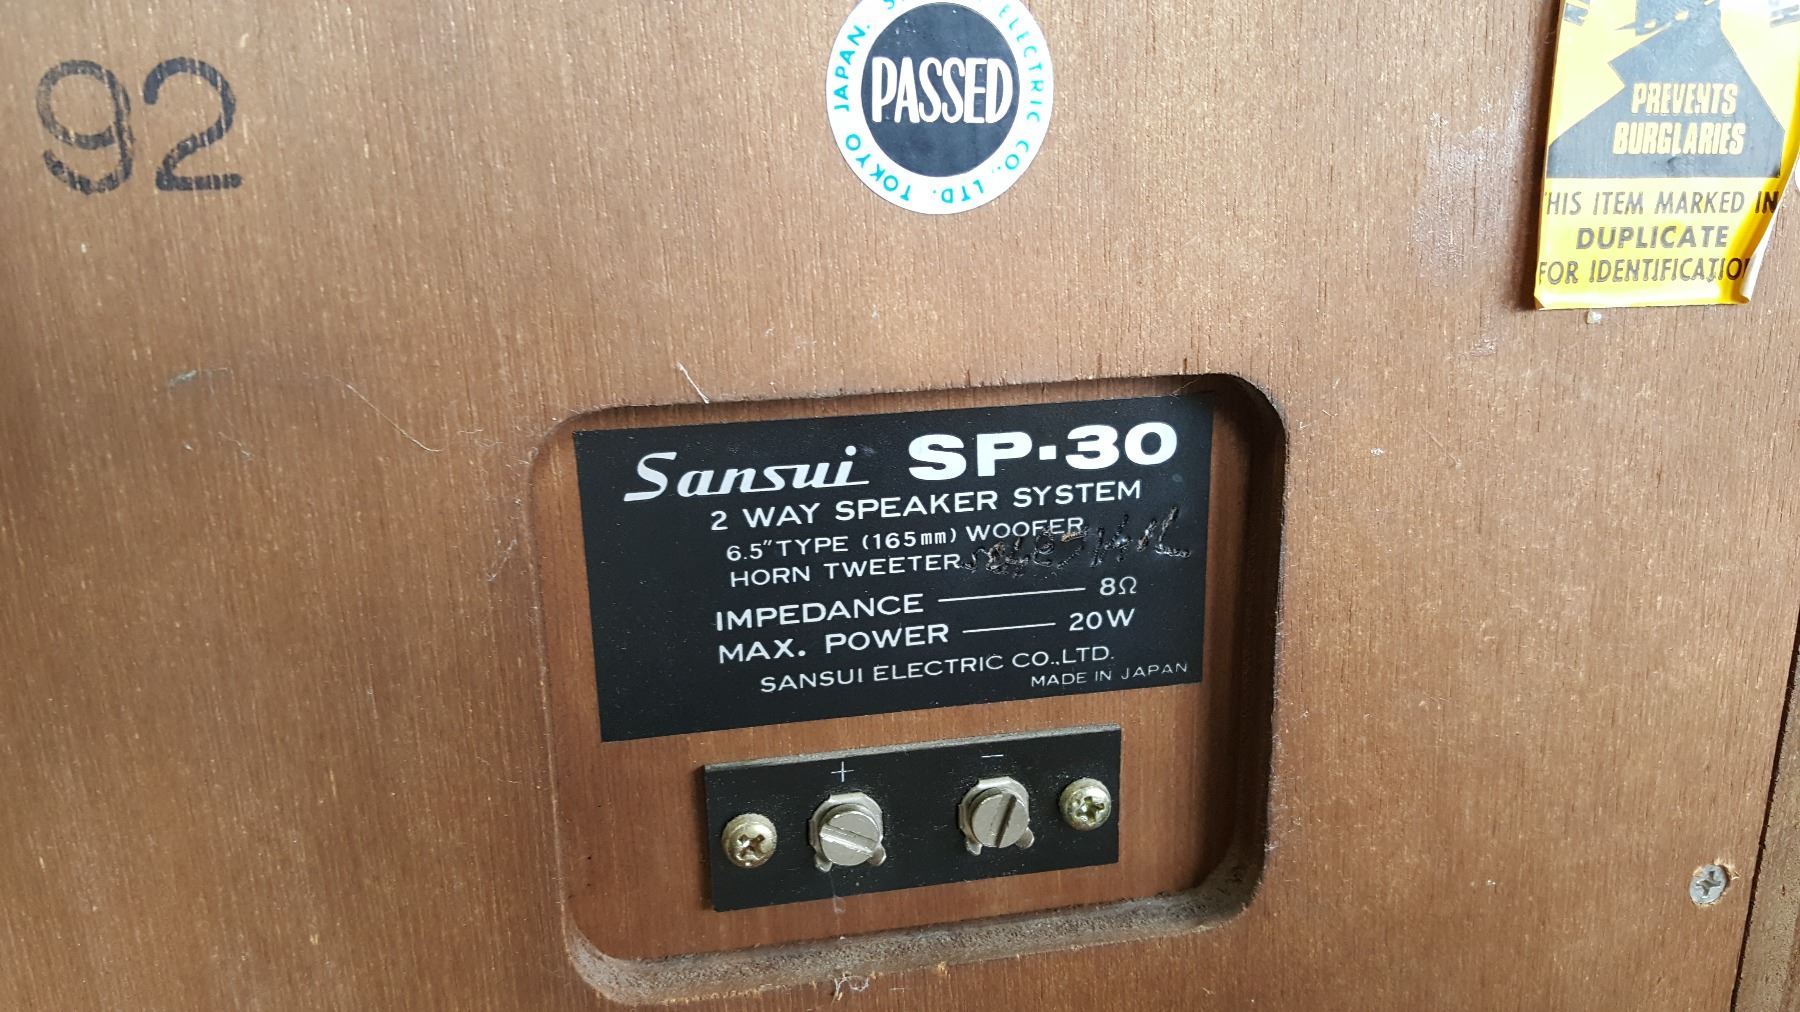 92
JAPAN. ELECTRIC CO., LTD. TOKYO
PASSED
PREVENTS
BURGLARIES
HIS ITEM MARKED IN
DUPLICATE
FOR IDENTIFICATION
Sansui SP-30
2 WAY SPEAKER SYSTEM
6.5" TYPE (165mm) WOOFER
HORN TWEETER
IMPEDANCE 8Ω
MAX. POWER 20W
SANSUI ELECTRIC CO.,LTD.
MADE IN JAPAN
+ −